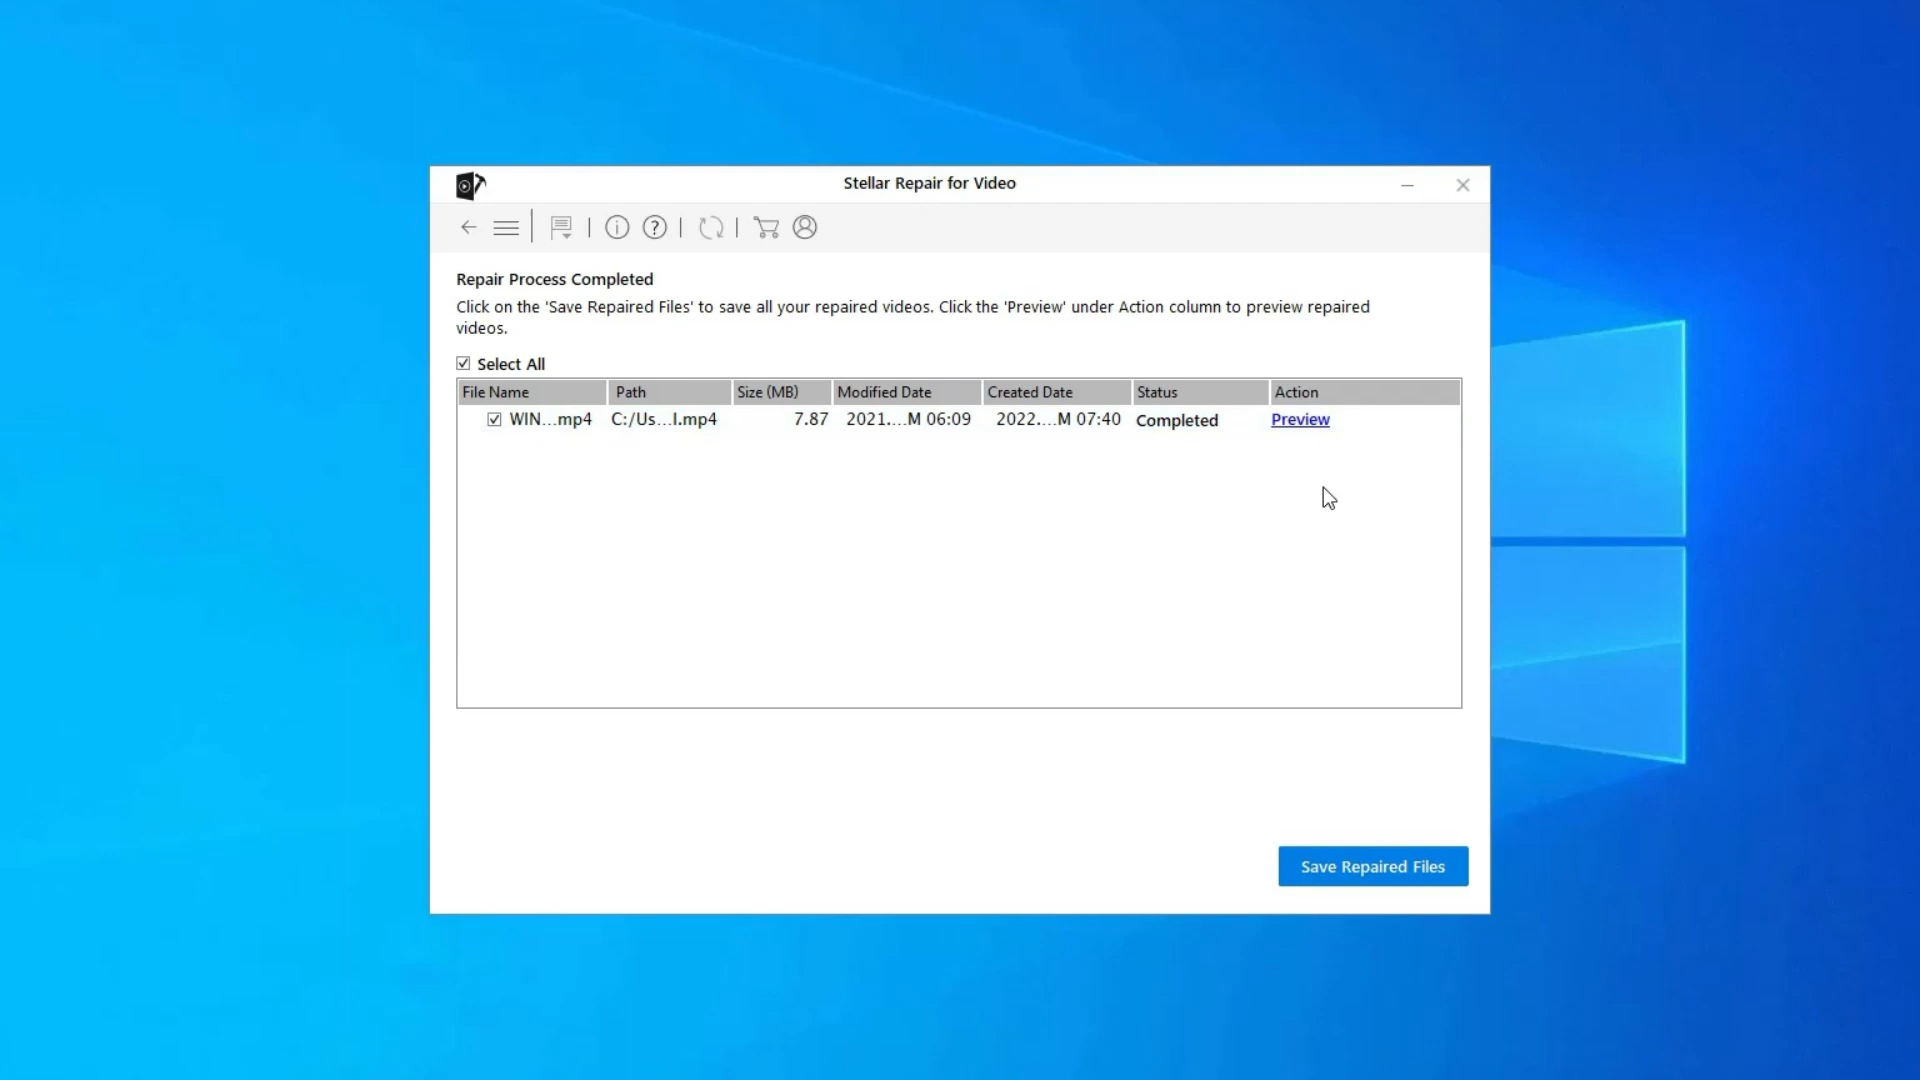 Stellar Repair for Video
Repair Process Completed
Click on the 'Save Repaired Files' to save all your repaired videos. Click the 'Preview' under Action column to preview repaired
videos.
Select All
File Name Path Size (MB) Modified Date Created Date Status Action
WIN...mp4 C:/Us...I.mp4 7.87 2021....M 06:09 2022....M 07:40 Completed Preview
Save Repaired Files